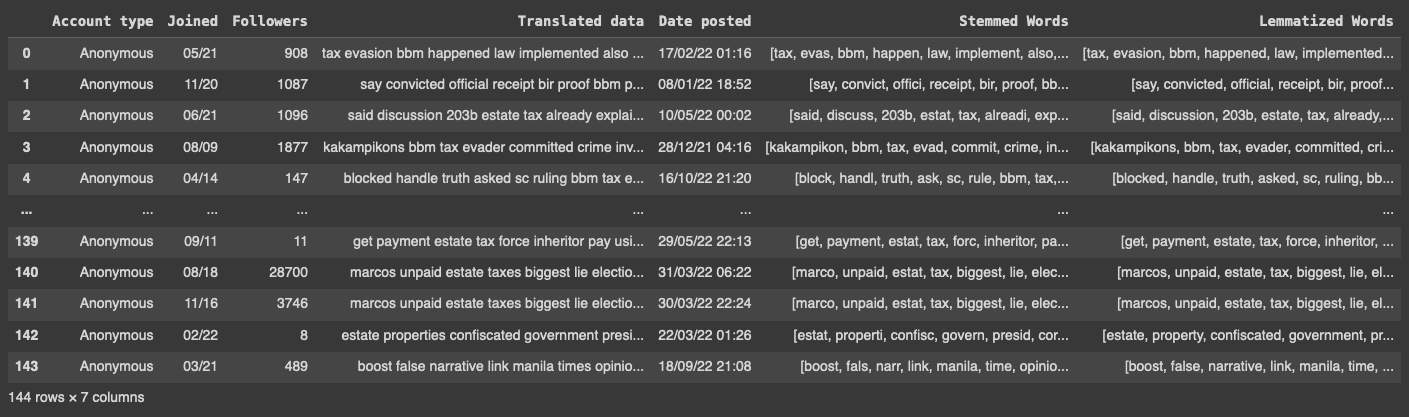 Account type Joined Followers Translated data Date posted Stemmed Words Lemmatized Words
0 Anonymous 05/21 908 tax evasion bbm happened law implemented also ... 17/02/22 01:16 [tax, evas, bbm, happen, law, implement, also,... [tax, evasion, bbm, happened, law, implemented...
1 Anonymous 11/20 1087 say convicted official receipt bir proof bbm p... 08/01/22 18:52 [say, convict, offici, receipt, bir, proof, bb... [say, convicted, official, receipt, bir, proof...
2 Anonymous 06/21 1096 said discussion 203b estate tax already explai... 10/05/22 00:02 [said, discuss, 203b, estat, tax, alreadi, exp... [said, discussion, 203b, estate, tax, already,...
3 Anonymous 08/09 1877 kakampikons bbm tax evader committed crime inv... 28/12/21 04:16 [kakampikon, bbm, tax, evad, commit, crime, in... [kakampikons, bbm, tax, evader, committed, cri...
4 Anonymous 04/14 147 blocked handle truth asked sc ruling bbm tax e... 16/10/22 21:20 [block, handl, truth, ask, sc, rule, bbm, tax,... [blocked, handle, truth, asked, sc, ruling, bb...
... ... ... ... ... ... ... ...
139 Anonymous 09/11 11 get payment estate tax force inheritor pay usi... 29/05/22 22:13 [get, payment, estat, tax, forc, inheritor, pa... [get, payment, estate, tax, force, inheritor, ...
140 Anonymous 08/18 28700 marcos unpaid estate taxes biggest lie electio... 31/03/22 06:22 [marco, unpaid, estat, tax, biggest, lie, elec... [marcos, unpaid, estate, tax, biggest, lie, el...
141 Anonymous 11/16 3746 marcos unpaid estate taxes biggest lie electio... 30/03/22 22:24 [marco, unpaid, estat, tax, biggest, lie, elec... [marcos, unpaid, estate, tax, biggest, lie, el...
142 Anonymous 02/22 8 estate properties confiscated government presi... 22/03/22 01:26 [estat, properti, confisc, govern, presid, cor... [estate, property, confiscated, government, pr...
143 Anonymous 03/21 489 boost false narrative link manila times opinio... 18/09/22 21:08 [boost, fals, narr, link, manila, time, opinio... [boost, false, narrative, link, manila, time, ...
144 rows × 7 columns